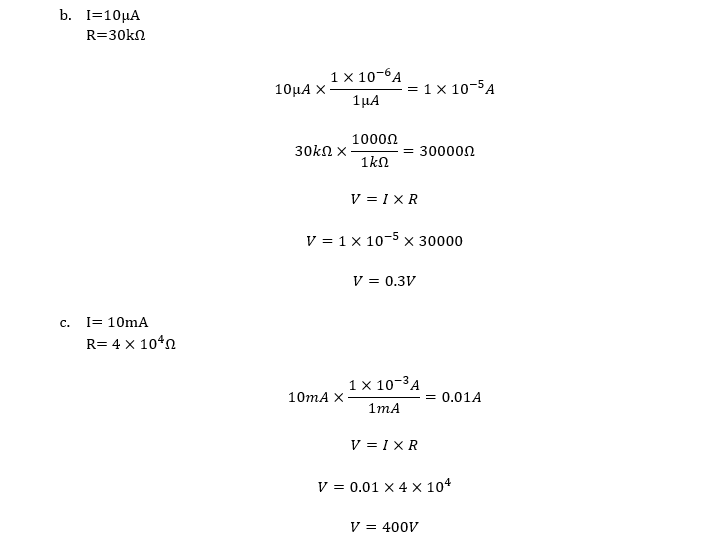 b. I=10μA
R=30kΩ
10μA × 1 × 10⁻⁶A / 1μA = 1 × 10⁻⁵A
30kΩ × 1000Ω / 1kΩ = 30000Ω
V = I × R
V = 1 × 10⁻⁵ × 30000
V = 0.3V
c. I= 10mA
R= 4 × 10⁴Ω
10mA × 1 × 10⁻³A / 1mA = 0.01A
V = I × R
V = 0.01 × 4 × 10⁴
V = 400V